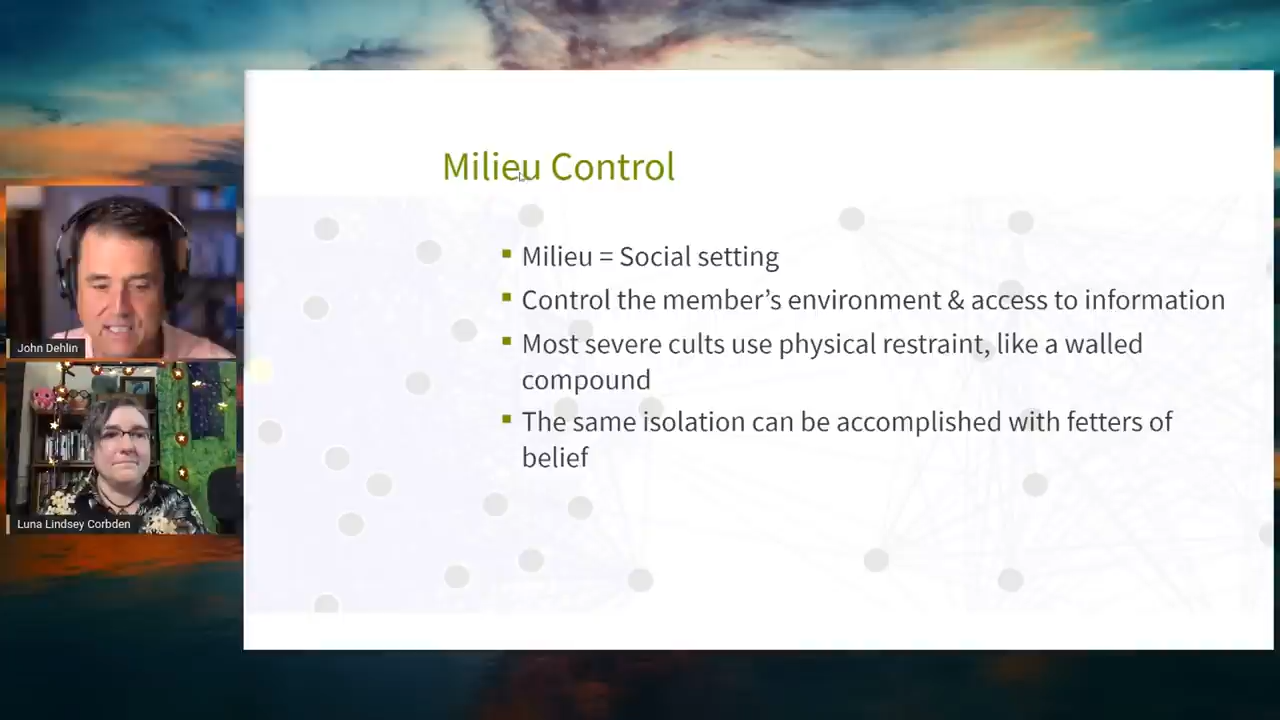 Milieu Control
Milieu = Social setting
Control the member’s environment & access to information
Most severe cults use physical restraint, like a walled
compound
The same isolation can be accomplished with fetters of
belief
John Dehlin
Luna Lindsey Corbden